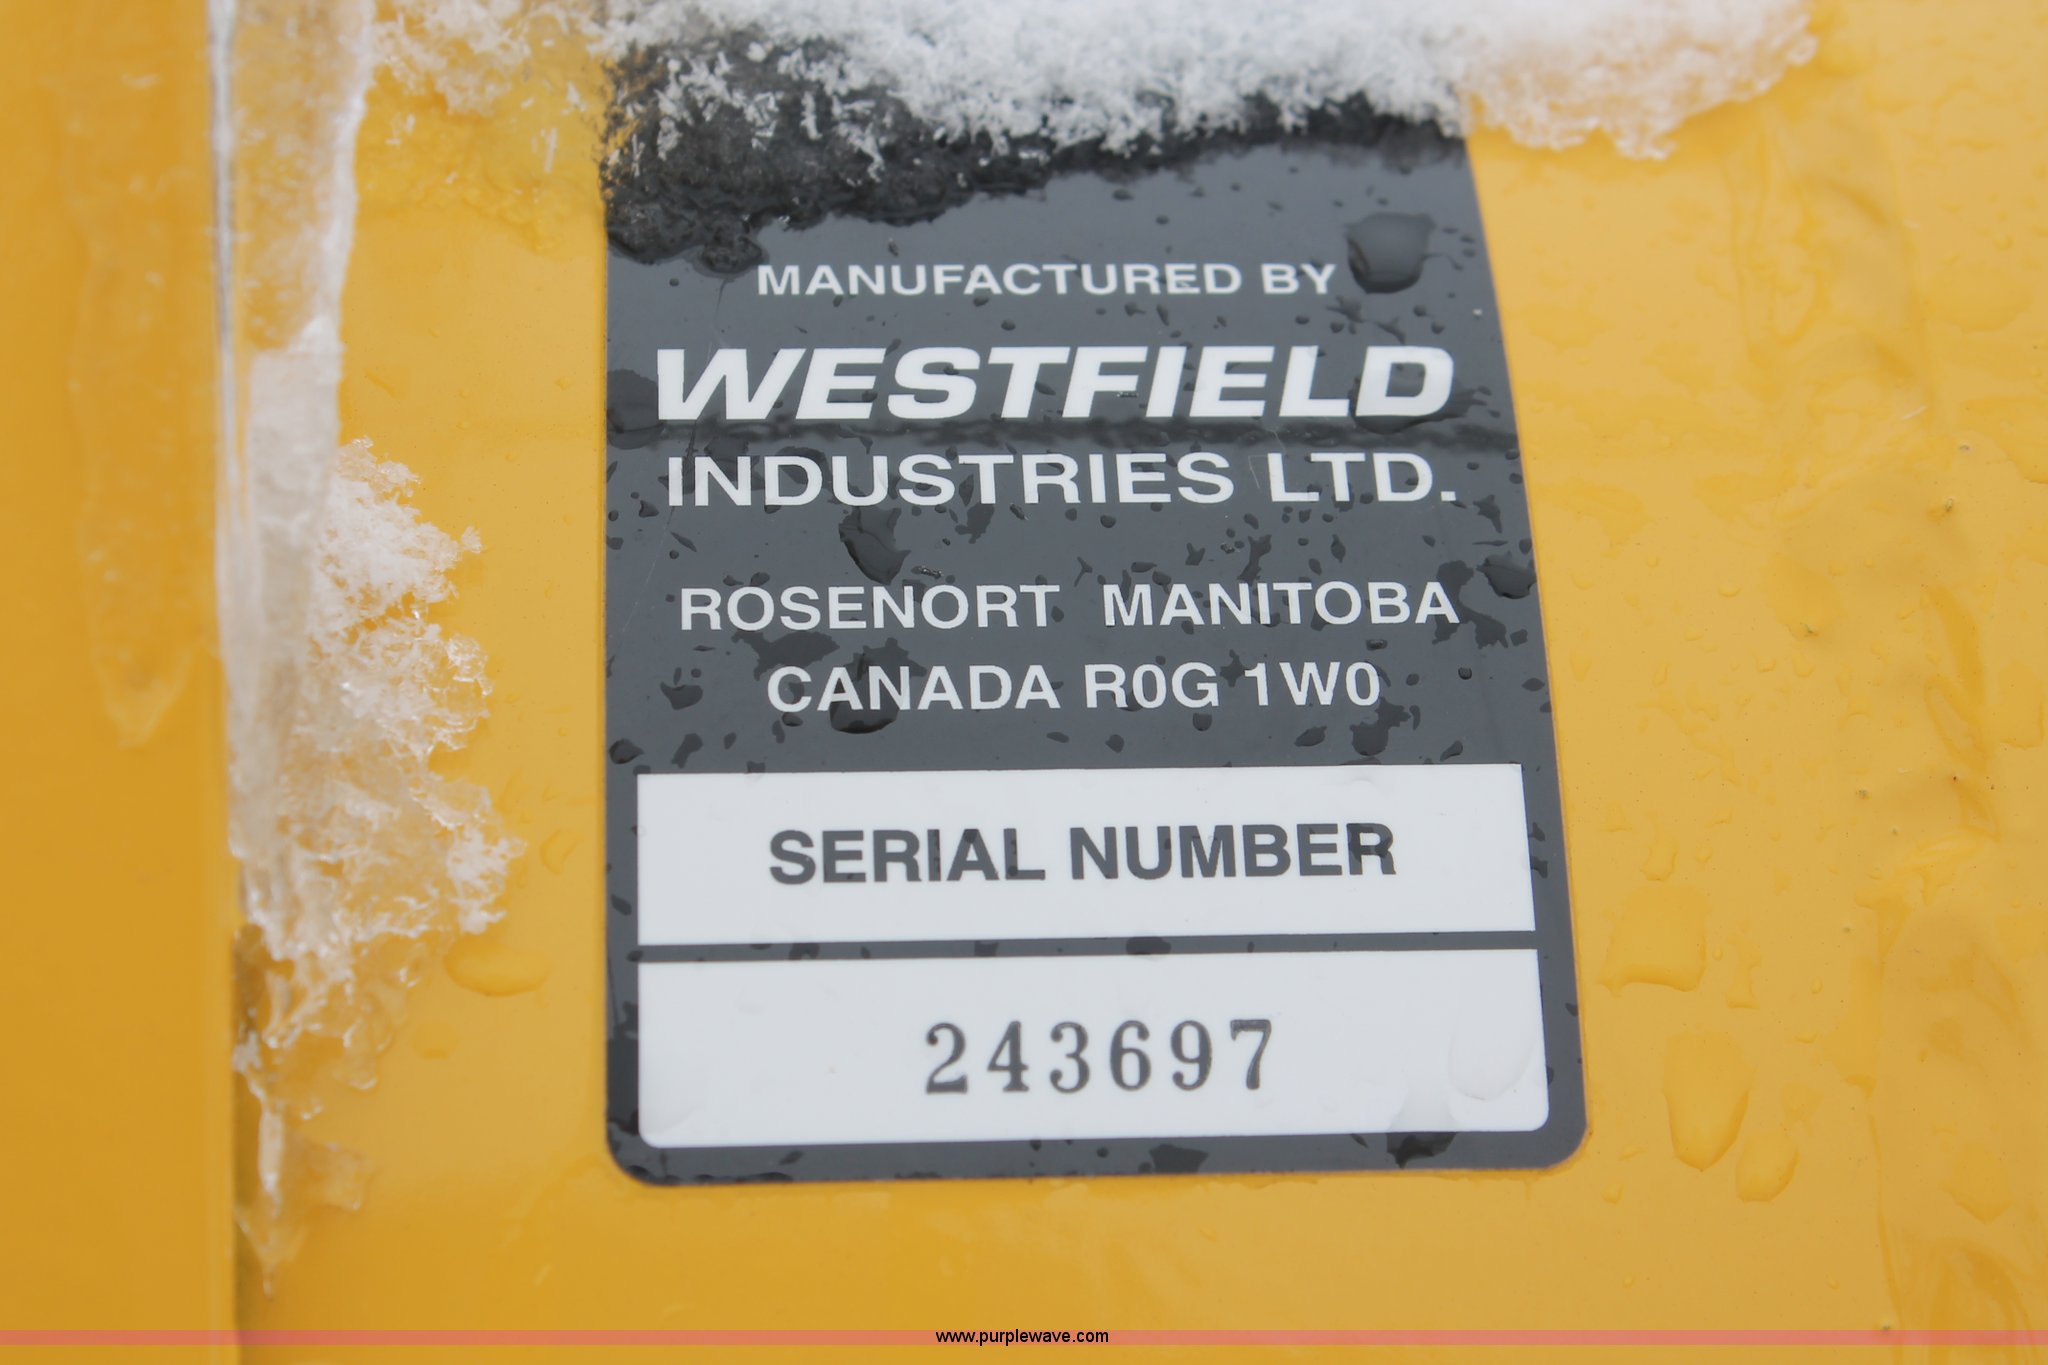 MANUFACTURED BY
WESTFIELD
INDUSTRIES LTD.
ROSENORT MANITOBA
CANADA R0G 1W0
SERIAL NUMBER
243697
www.purplewave.com